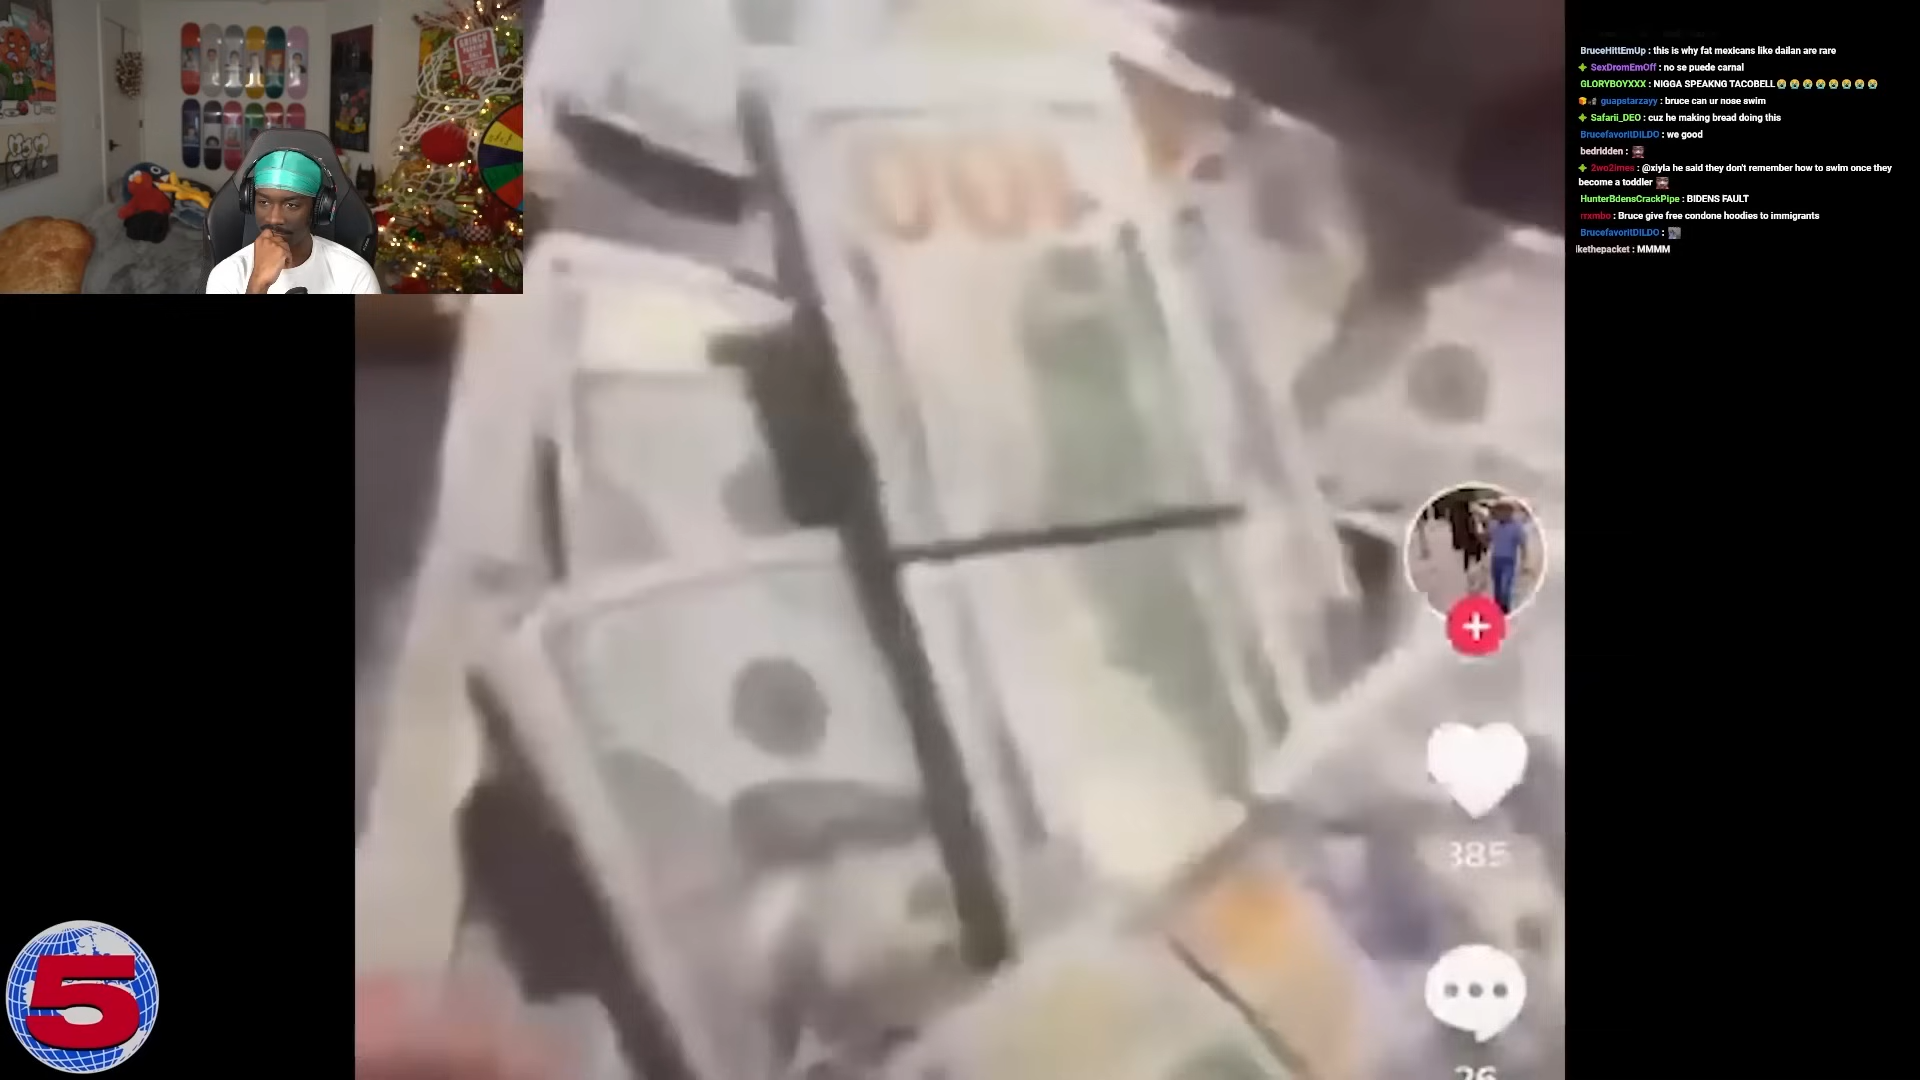 GRINCH
BruceHittEmUp : this is why fat mexicans like dailan are rare
SexDromEmOff : no se puede carnal
GLORYBOYXXX : NIGGA SPEAKNG TACOBELL😭😭😭😭😭😭😭😭
guapstarzayy : bruce can ur nose swim
Safarii_DEO : cuz he making bread doing this
BrucefavoritDILDO : we good
bedridden :
2wo2imes : @xiyla he said they don't remember how to swim once they
become a toddler
HunterBdensCrackPipe : BIDENS FAULT
rrxmbo : Bruce give free condone hoodies to immigrants
BrucefavoritDILDO :
ikethepacket : MMMM
385
26
5